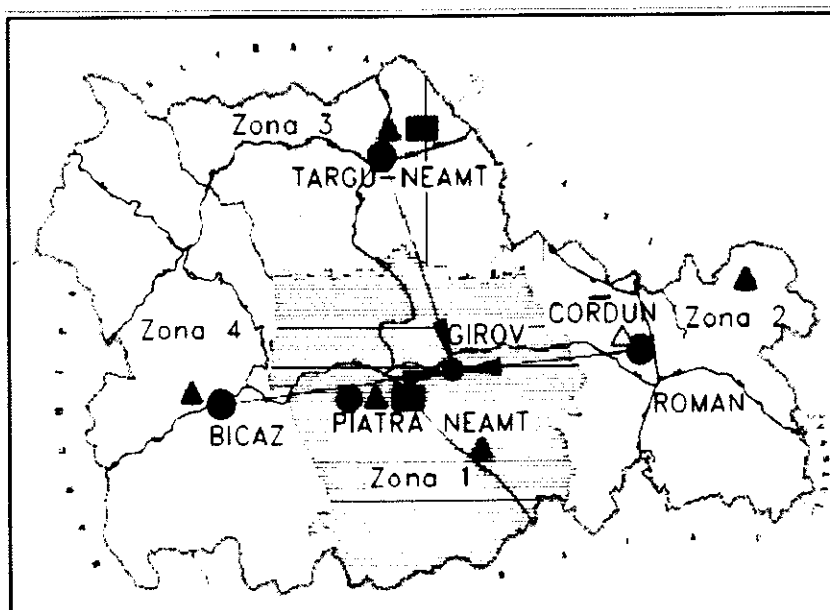 Zona 3
TARGU-NEAMT
CORDUN
Zona 2
GIROV
Zona 4
ROMAN
PIATRA NEAMT
BICAZ
Zona 1